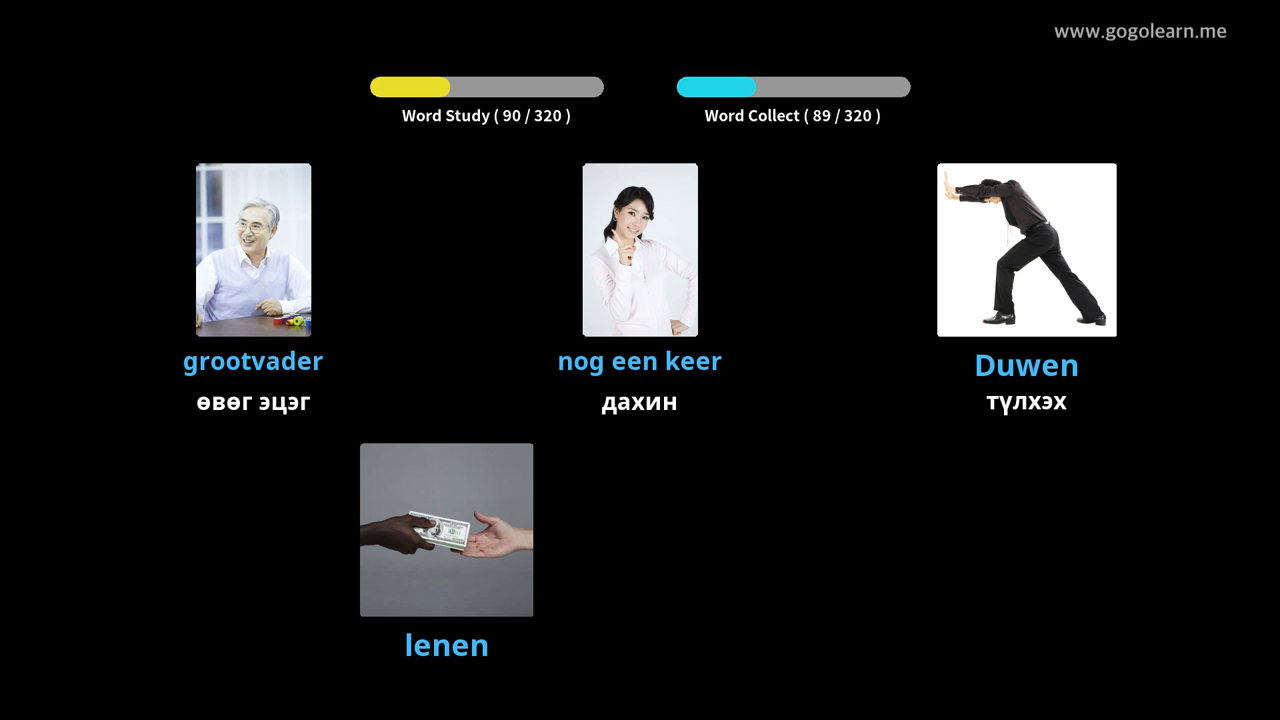 www.gogolearn.me
Word Study ( 90 / 320 )
Word Collect ( 89 / 320 )
grootvader
nog een keer
Duwen
өвөг эцэг
дахин
түлхэх
lenen